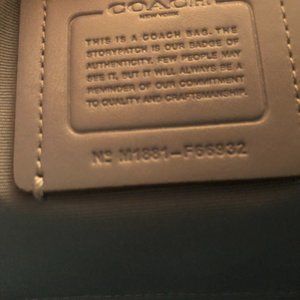 COACH
NEW YORK
THIS IS A COACH BAG. THE
STORYPATCH IS OUR BADGE OF
AUTHENTICITY. FEW PEOPLE MAY
SEE IT, BUT IT WILL ALWAYS BE A
REMINDER OF OUR COMMITMENT
TO QUALITY AND CRAFTSMANSHIP.
Nº M1881-F66932